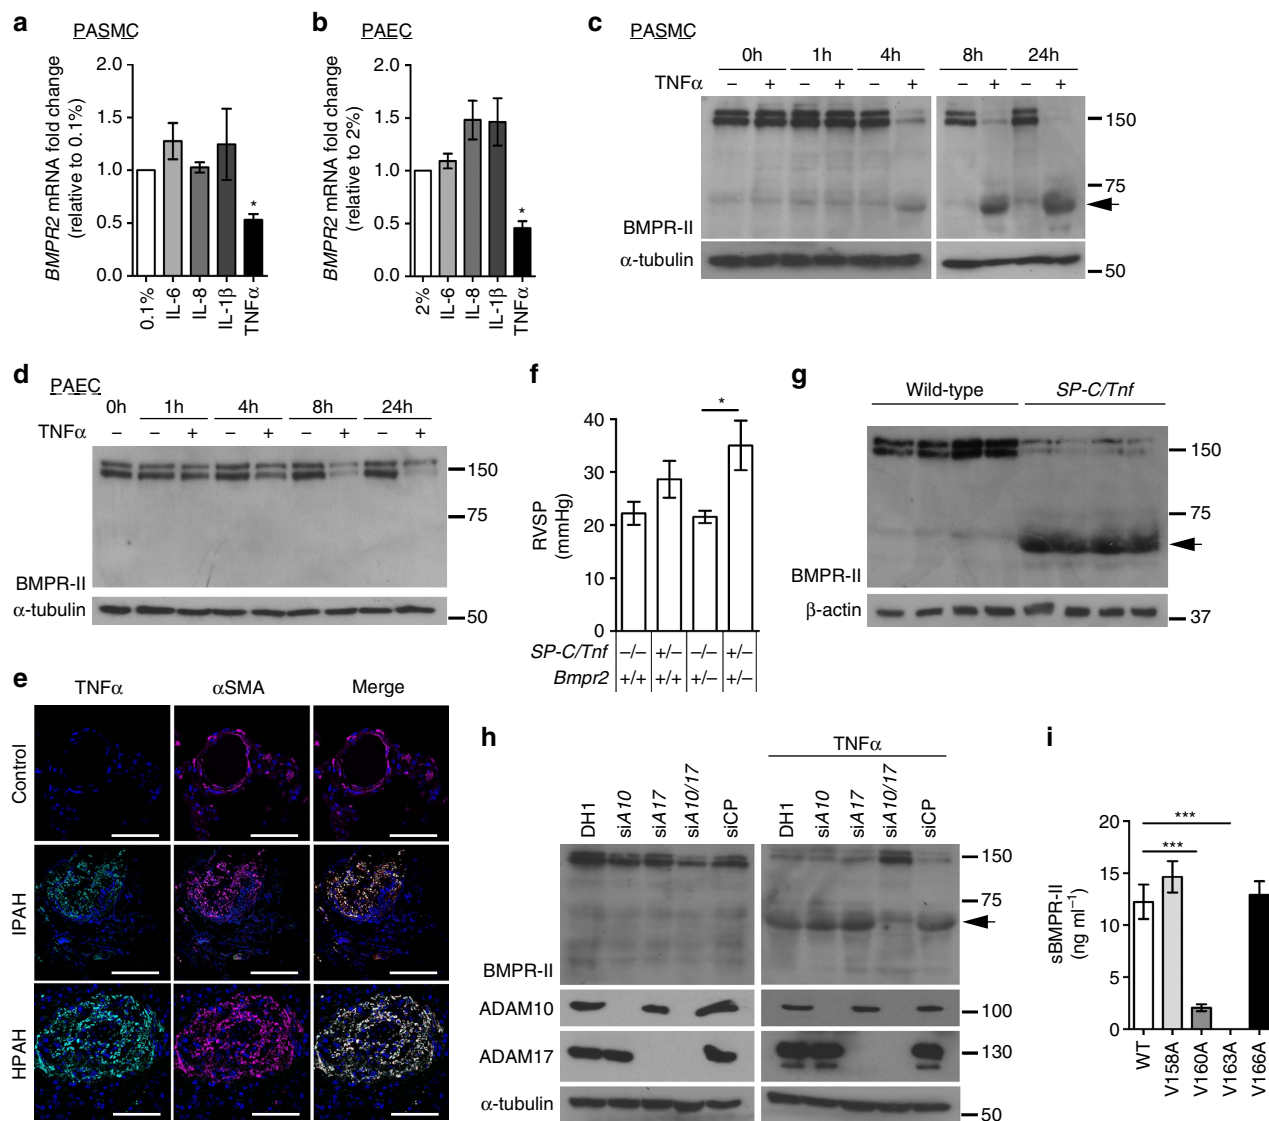 a
PASMC
BMPR2 mRNA fold change
(relative to 0.1%)
2.0
1.5
1.0
0.5
0.0
*
0.1%
IL-6
IL-8
IL-1β
TNFα
b
PAEC
BMPR2 mRNA fold change
(relative to 2%)
2.0
1.5
1.0
0.5
0.0
*
2%
IL-6
IL-8
IL-1β
TNFα
c
PASMC
0h 1h 4h 8h 24h
TNFα – + – + – + – + – +
150
75
BMPR-II
α-tubulin
50
d
PAEC
0h 1h 4h 8h 24h
TNFα – – + – + – + – +
150
75
BMPR-II
α-tubulin
50
e
TNFα αSMA Merge
Control
IPAH
HPAH
f
RVSP
(mmHg)
40
30
20
10
0
*
SP-C/Tnf –/– +/– –/– +/–
Bmpr2 +/+ +/+ +/– +/–
g
Wild-type SP-C/Tnf
150
75
BMPR-II
β-actin
37
h
TNFα
DH1 siA10 siA17 siA10/17 siCP DH1 siA10 siA17 siA10/17 siCP
150
75
BMPR-II
ADAM10
100
ADAM17
130
α-tubulin
50
i
sBMPR-II
(ng ml⁻¹)
20
15
10
5
0
***
***
WT
V158A
V160A
V163A
V166A